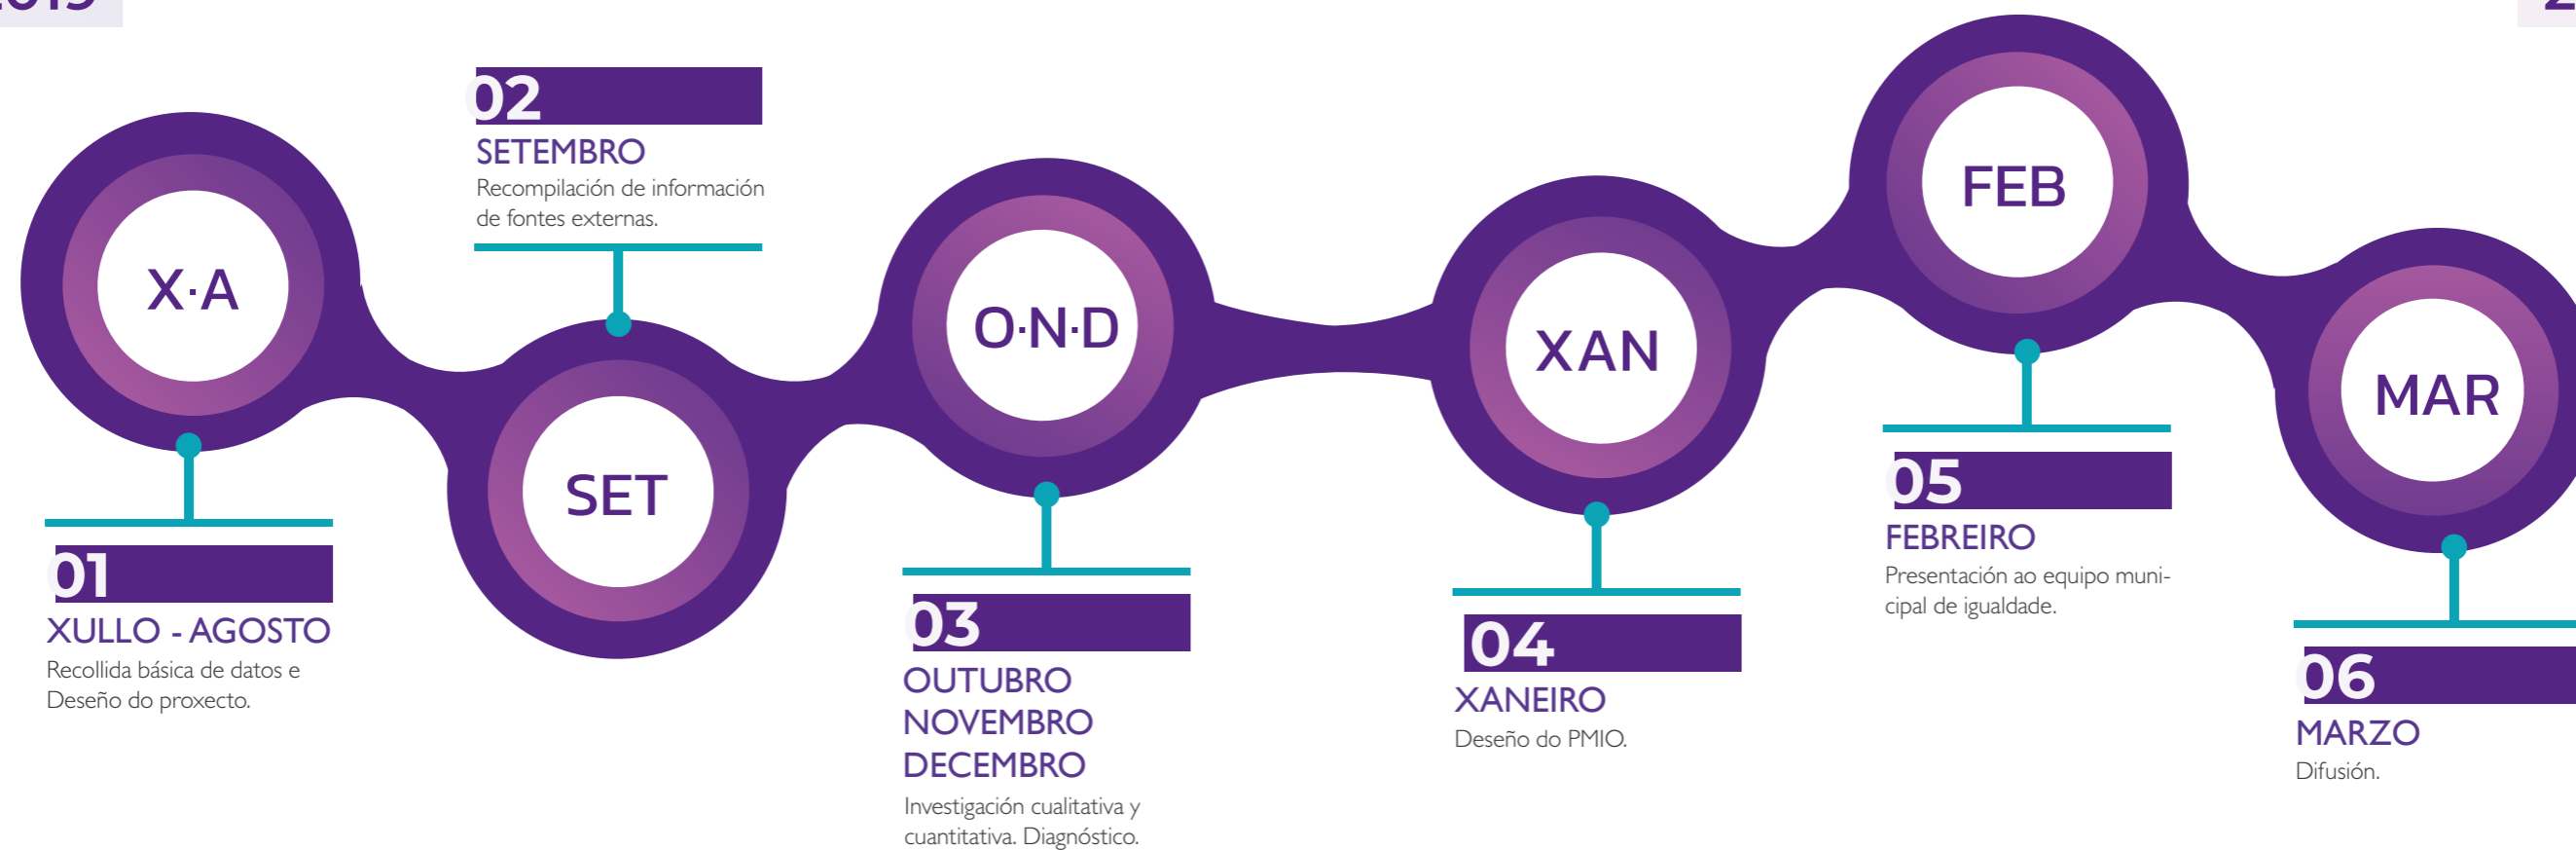 X·A
01
XULLO - AGOSTO
Recollida básica de datos e
Deseño do proxecto.
02
SETEMBRO
Recompilación de información
de fontes externas.
SET
O·N·D
03
OUTUBRO
NOVEMBRO
DECEMBRO
Investigación cualitativa y
cuantitativa. Diagnóstico.
XAN
04
XANEIRO
Deseño do PMIO.
FEB
05
FEBREIRO
Presentación ao equipo muni-
cipal de igualdade.
MAR
06
MARZO
Difusión.